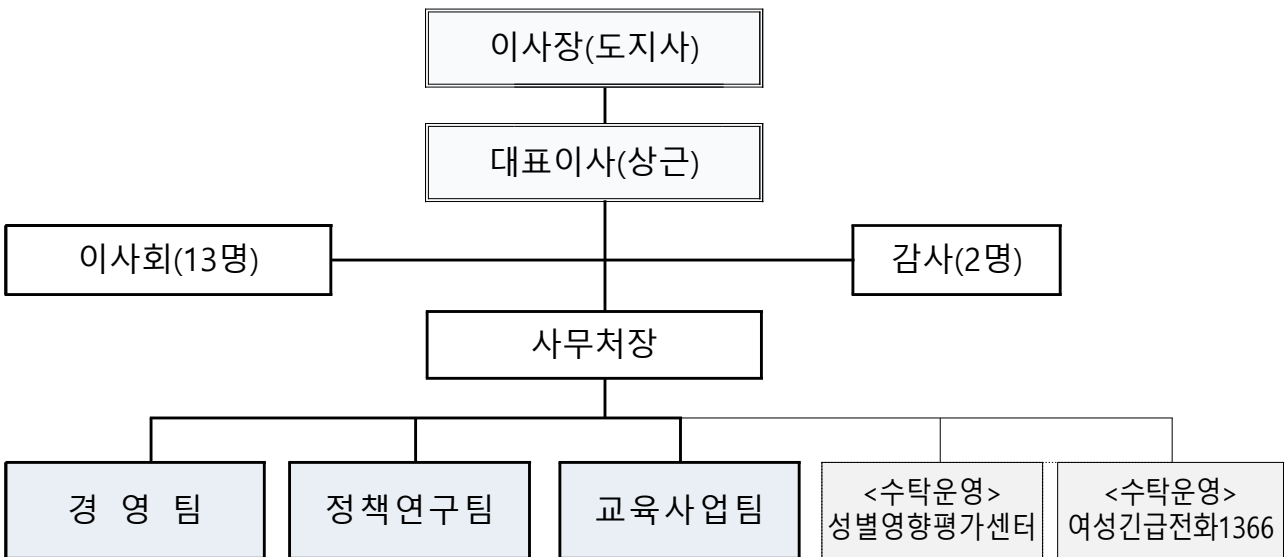 이사장(도지사)
대표이사(상근)
이사회(13명)
감사(2명)
사무처장
경 영 팀
정책연구팀
교육사업팀
<수탁운영>
성별영향평가센터
<수탁운영>
여성긴급전화1366